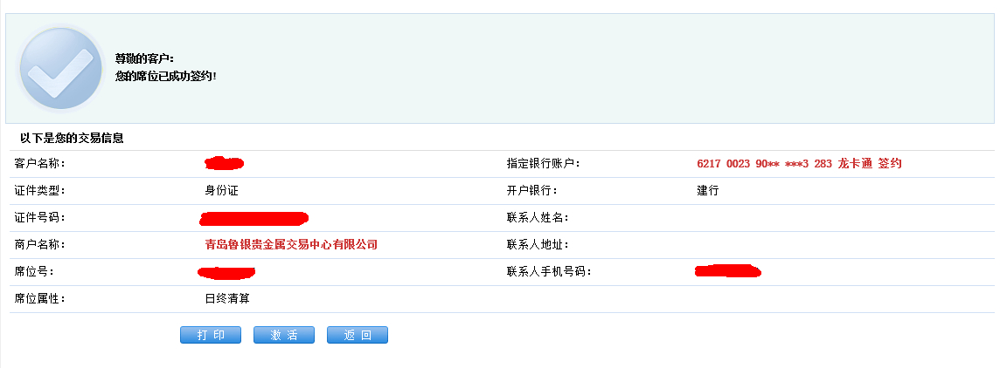 尊敬的客户：
您的席位已成功签约！
以下是您的交易信息
客户名称： 指定银行账户： 6217 0023 90** ***3 283 龙卡通 签约
证件类型： 身份证 开户银行： 建行
证件号码： 联系人姓名：
商户名称： 青岛鲁银贵金属交易中心有限公司 联系人地址：
席位号： 联系人手机号码：
席位属性： 日终清算
打印 激活 返回